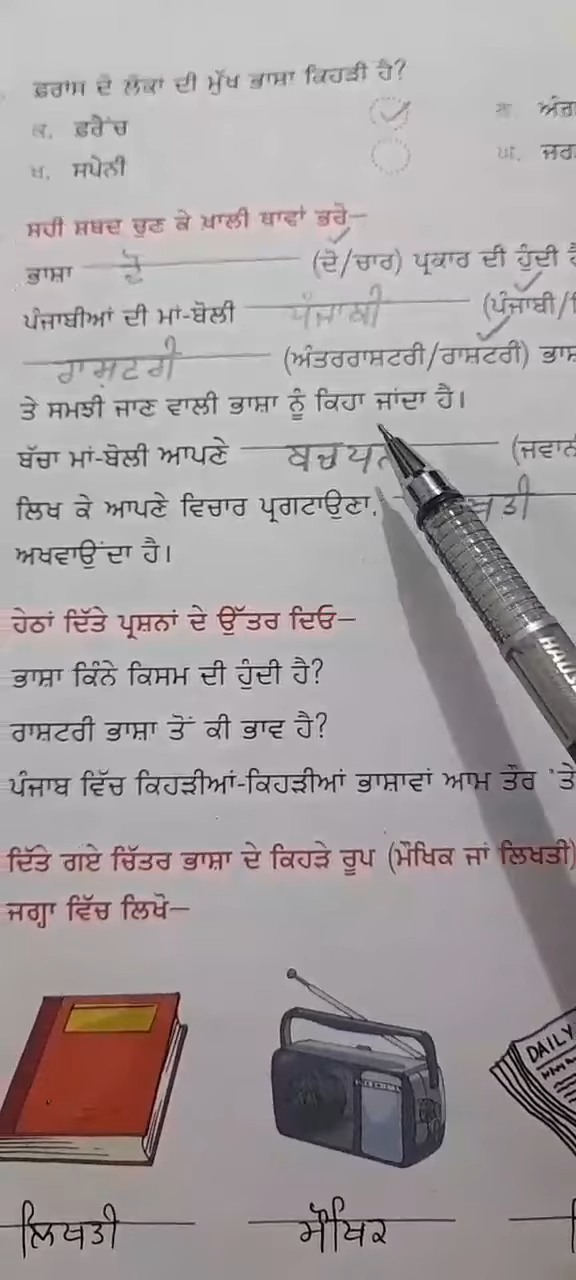 ਫ਼ਰਾਂਸ ਦੇ ਲੋਕਾਂ ਦੀ ਮੁੱਖ ਭਾਸ਼ਾ ਕਿਹੜੀ ਹੈ?
ਕ. ਫ਼ਰੈਂਚ
ਖ. ਸਪੇਨੀ
ਸਹੀ ਸ਼ਬਦ ਚੁਣ ਕੇ ਖ਼ਾਲੀ ਥਾਵਾਂ ਭਰੋ—
ਭਾਸ਼ਾ ਦੋ (ਦੋ/ਚਾਰ) ਪ੍ਰਕਾਰ ਦੀ ਹੁੰਦੀ ਹੈ
ਪੰਜਾਬੀਆਂ ਦੀ ਮਾਂ-ਬੋਲੀ ਪੰਜਾਬੀ (ਪੰਜਾਬੀ/
ਰਾਸ਼ਟਰੀ (ਅੰਤਰਰਾਸ਼ਟਰੀ/ਰਾਸ਼ਟਰੀ)
ਤੇ ਸਮਝੀ ਜਾਣ ਵਾਲੀ ਭਾਸ਼ਾ ਨੂੰ ਕਿਹਾ ਜਾਂਦਾ ਹੈ।
ਬੱਚਾ ਮਾਂ-ਬੋਲੀ ਆਪਣੇ ਬਚਪਨ
ਲਿਖ ਕੇ ਆਪਣੇ ਵਿਚਾਰ ਪ੍ਰਗਟਾਉਣਾ,
ਅਖਵਾਉਂਦਾ ਹੈ।
ਹੇਠਾਂ ਦਿੱਤੇ ਪ੍ਰਸ਼ਨਾਂ ਦੇ ਉੱਤਰ ਦਿਓ—
ਭਾਸ਼ਾ ਕਿੰਨੇ ਕਿਸਮ ਦੀ ਹੁੰਦੀ ਹੈ?
ਰਾਸ਼ਟਰੀ ਭਾਸ਼ਾ ਤੋਂ ਕੀ ਭਾਵ ਹੈ?
ਪੰਜਾਬ ਵਿੱਚ ਕਿਹੜੀਆਂ-ਕਿਹੜੀਆਂ ਭਾਸ਼ਾਵਾਂ ਆਮ ਤੌਰ 'ਤੇ
ਦਿੱਤੇ ਗਏ ਚਿੱਤਰ ਭਾਸ਼ਾ ਦੇ ਕਿਹੜੇ ਰੂਪ (ਮੌਖਿਕ ਜਾਂ ਲਿਖਤੀ)
ਜਗ੍ਹਾ ਵਿੱਚ ਲਿਖੋ—
DAILY
ਲਿਖਤੀ ਮੌਖਿਕ